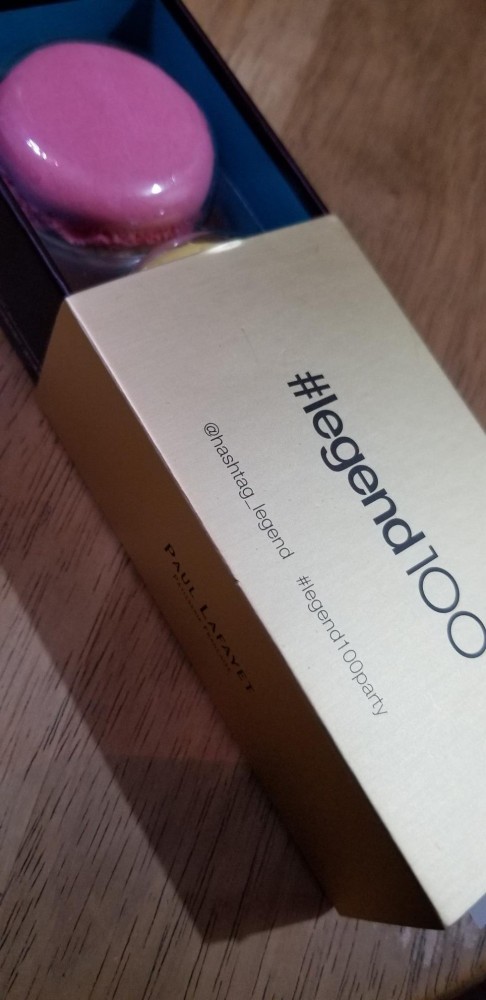 #legend100
@hashtag_legend #legend100party
PAUL LAFAYET